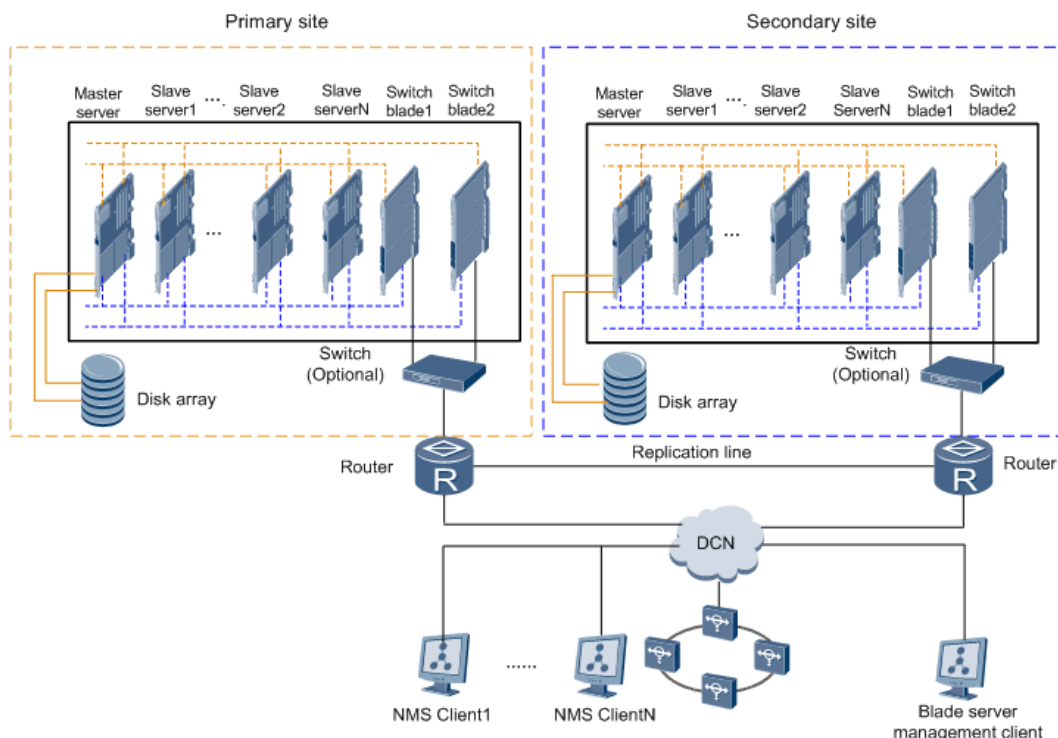 Primary site
Secondary site
Master server
Slave server1
...
Slave server2
Slave serverN
Switch blade1
Switch blade2
Master server
Slave server1
...
Slave server2
Slave ServerN
Switch blade1
Switch blade2
...
...
Switch
(Optional)
Disk array
Switch
(Optional)
Disk array
Router
R
Replication line
R
Router
DCN
......
NMS Client1
NMS ClientN
Blade server
management client